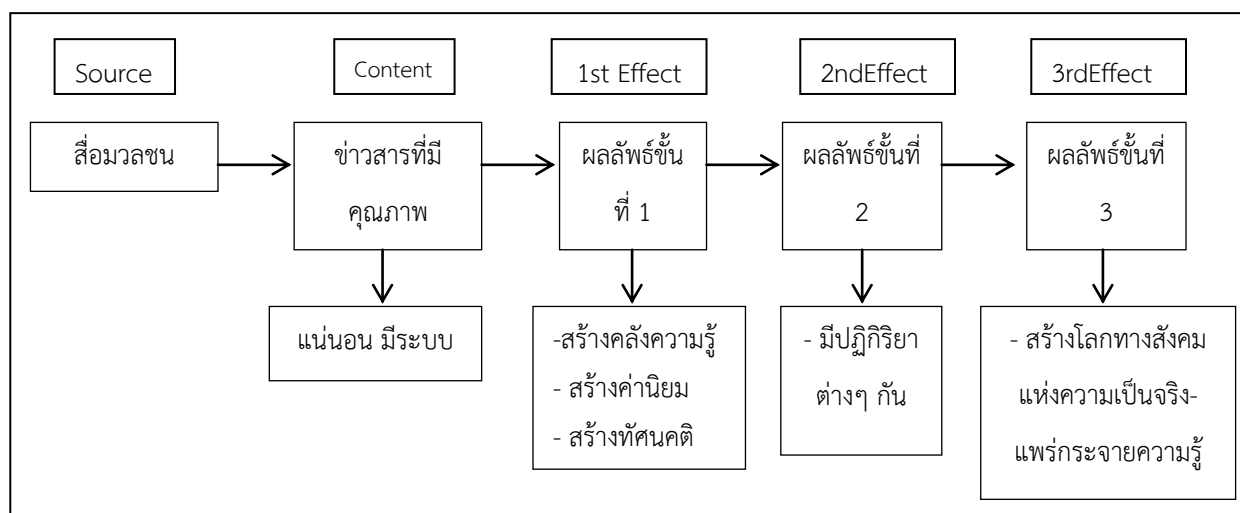 Source
Content
1st Effect
2ndEffect
3rdEffect
สื่อมวลชน
ข่าวสารที่มี
คุณภาพ
ผลลัพธ์ขั้น
ที่ 1
ผลลัพธ์ขั้นที่
2
ผลลัพธ์ขั้นที่
3
แน่นอน มีระบบ
-สร้างคลังความรู้
- สร้างค่านิยม
- สร้างทัศนคติ
- มีปฏิกิริยา
ต่างๆ กัน
- สร้างโลกทางสังคม
แห่งความเป็นจริง-
แพร่กระจายความรู้